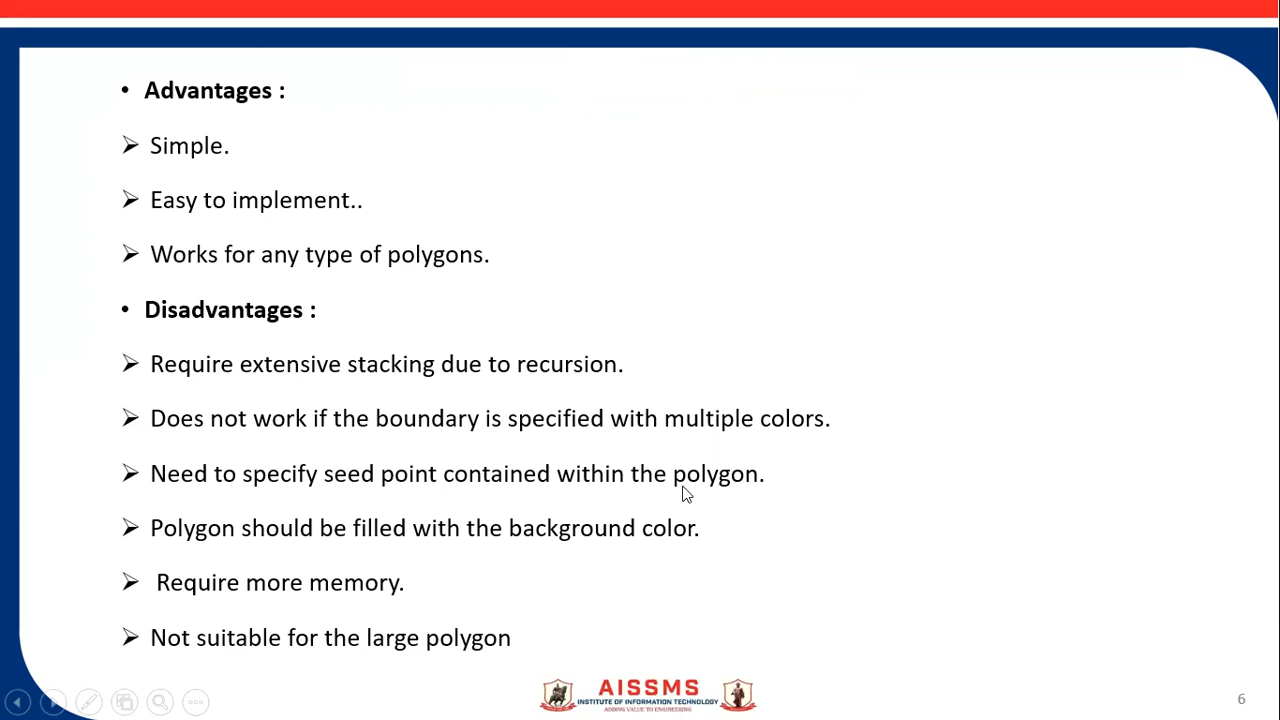 • Advantages :
➢ Simple.
➢ Easy to implement..
➢ Works for any type of polygons.
• Disadvantages :
➢ Require extensive stacking due to recursion.
➢ Does not work if the boundary is specified with multiple colors.
➢ Need to specify seed point contained within the polygon.
➢ Polygon should be filled with the background color.
➢ Require more memory.
➢ Not suitable for the large polygon
AISSMS
INSTITUTE OF INFORMATION TECHNOLOGY
ADDING VALUE TO ENGINEERING
6